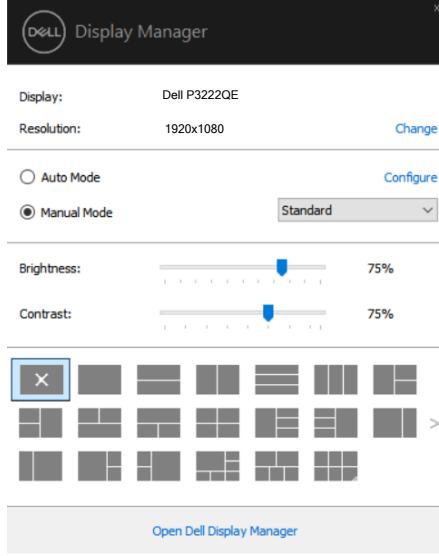 DELL Display Manager
Display: Dell P3222QE
Resolution: 1920x1080 Change
Auto Mode Configure
Manual Mode Standard
Brightness: 75%
Contrast: 75%
Open Dell Display Manager